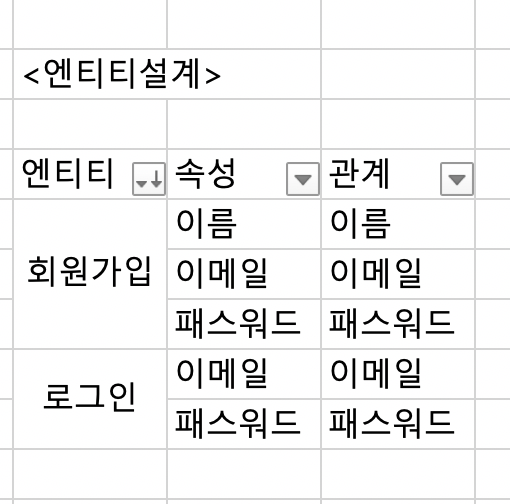 <엔티티설계>
엔티티 속성 관계
회원가입 이름 이름
이메일 이메일
패스워드 패스워드
로그인 이메일 이메일
패스워드 패스워드